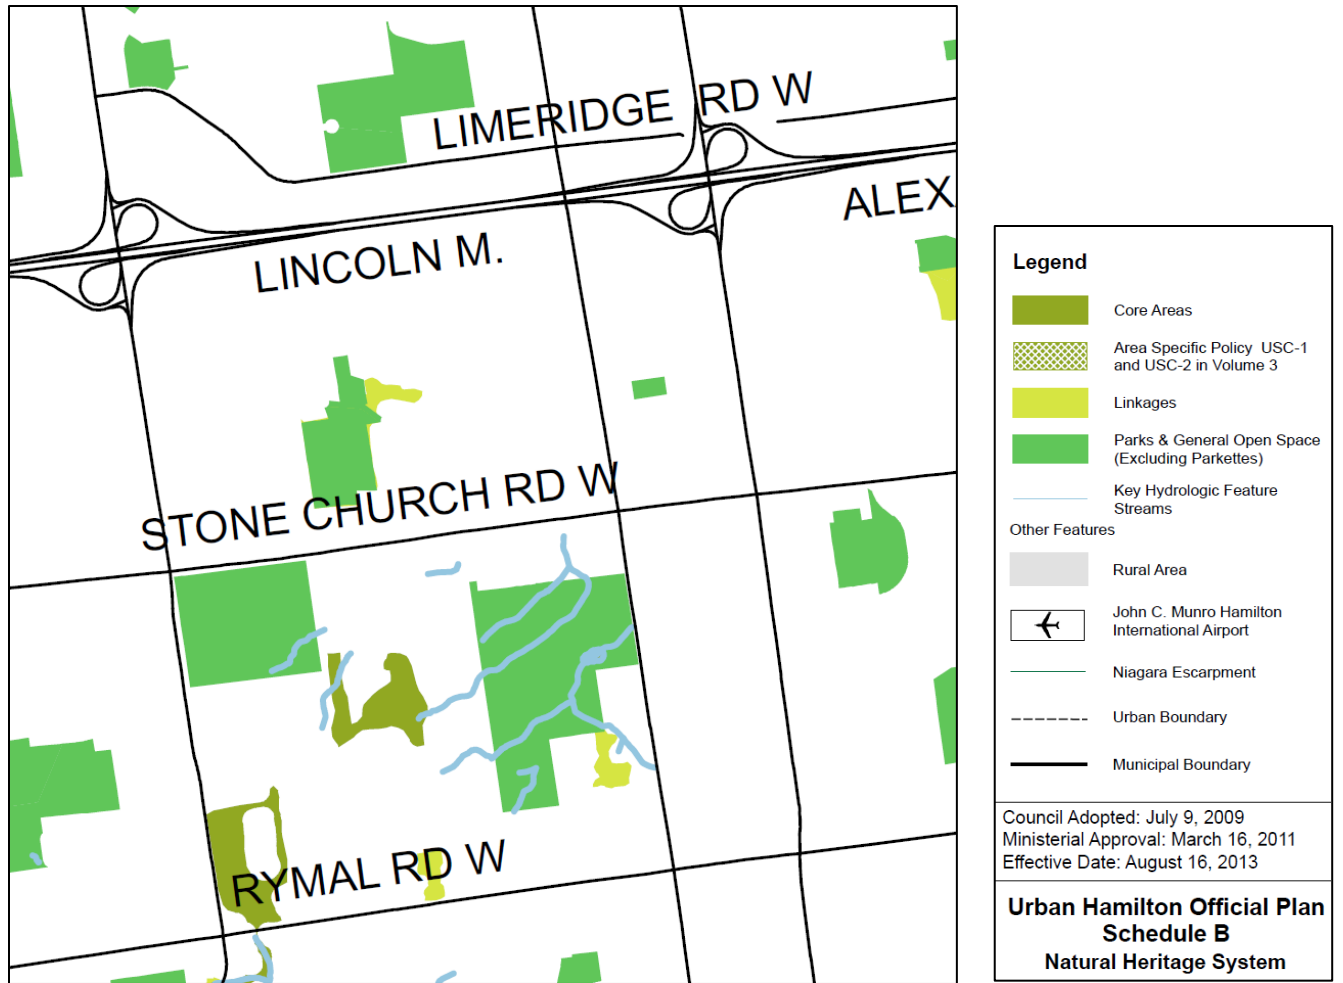 LIMERIDGE RD W
ALEX
LINCOLN M.
STONE CHURCH RD W
RYMAL RD W
Legend
Core Areas
Area Specific Policy USC-1
and USC-2 in Volume 3
Linkages
Parks & General Open Space
(Excluding Parkettes)
Key Hydrologic Feature
Streams
Other Features
Rural Area
John C. Munro Hamilton
International Airport
Niagara Escarpment
Urban Boundary
Municipal Boundary
Council Adopted: July 9, 2009
Ministerial Approval: March 16, 2011
Effective Date: August 16, 2013
Urban Hamilton Official Plan
Schedule B
Natural Heritage System